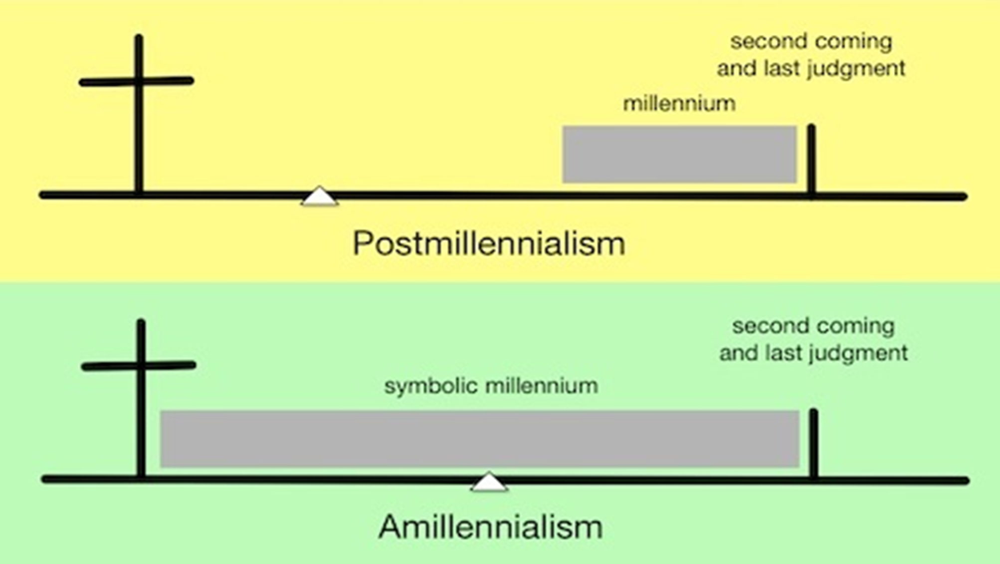 second coming
and last judgment
millennium
Postmillennialism
second coming
and last judgment
symbolic millennium
Amillennialism